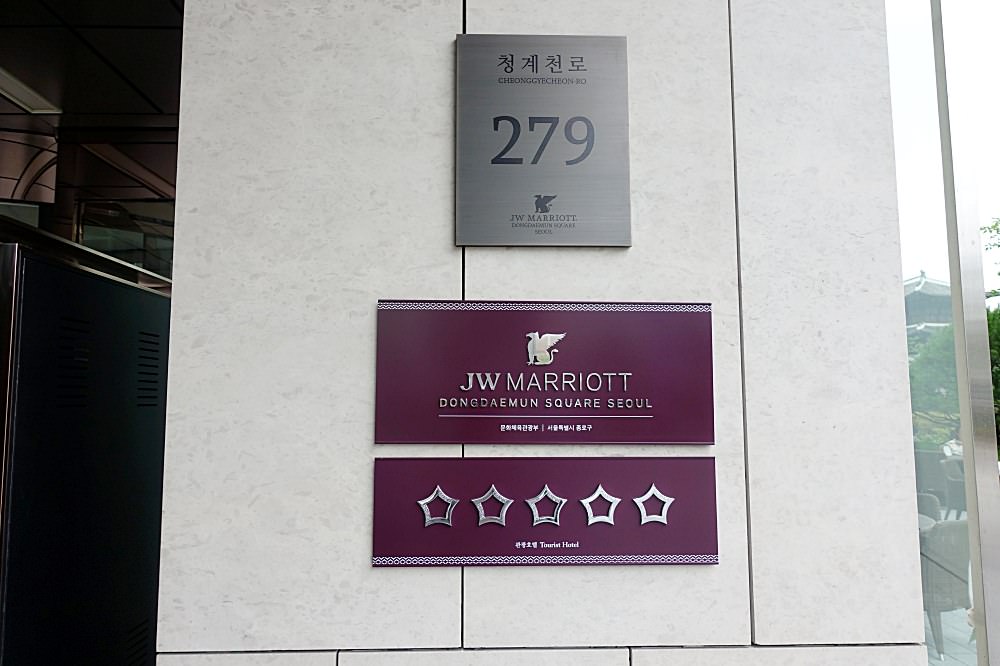 청계천로
CHEONGGYECHEON-RO
279
JW MARRIOTT
DONGDAEMUN SQUARE
SEOUL
JW MARRIOTT
DONGDAEMUN SQUARE SEOUL
문화체육관광부 | 서울특별시 종로구
관광호텔 Tourist Hotel